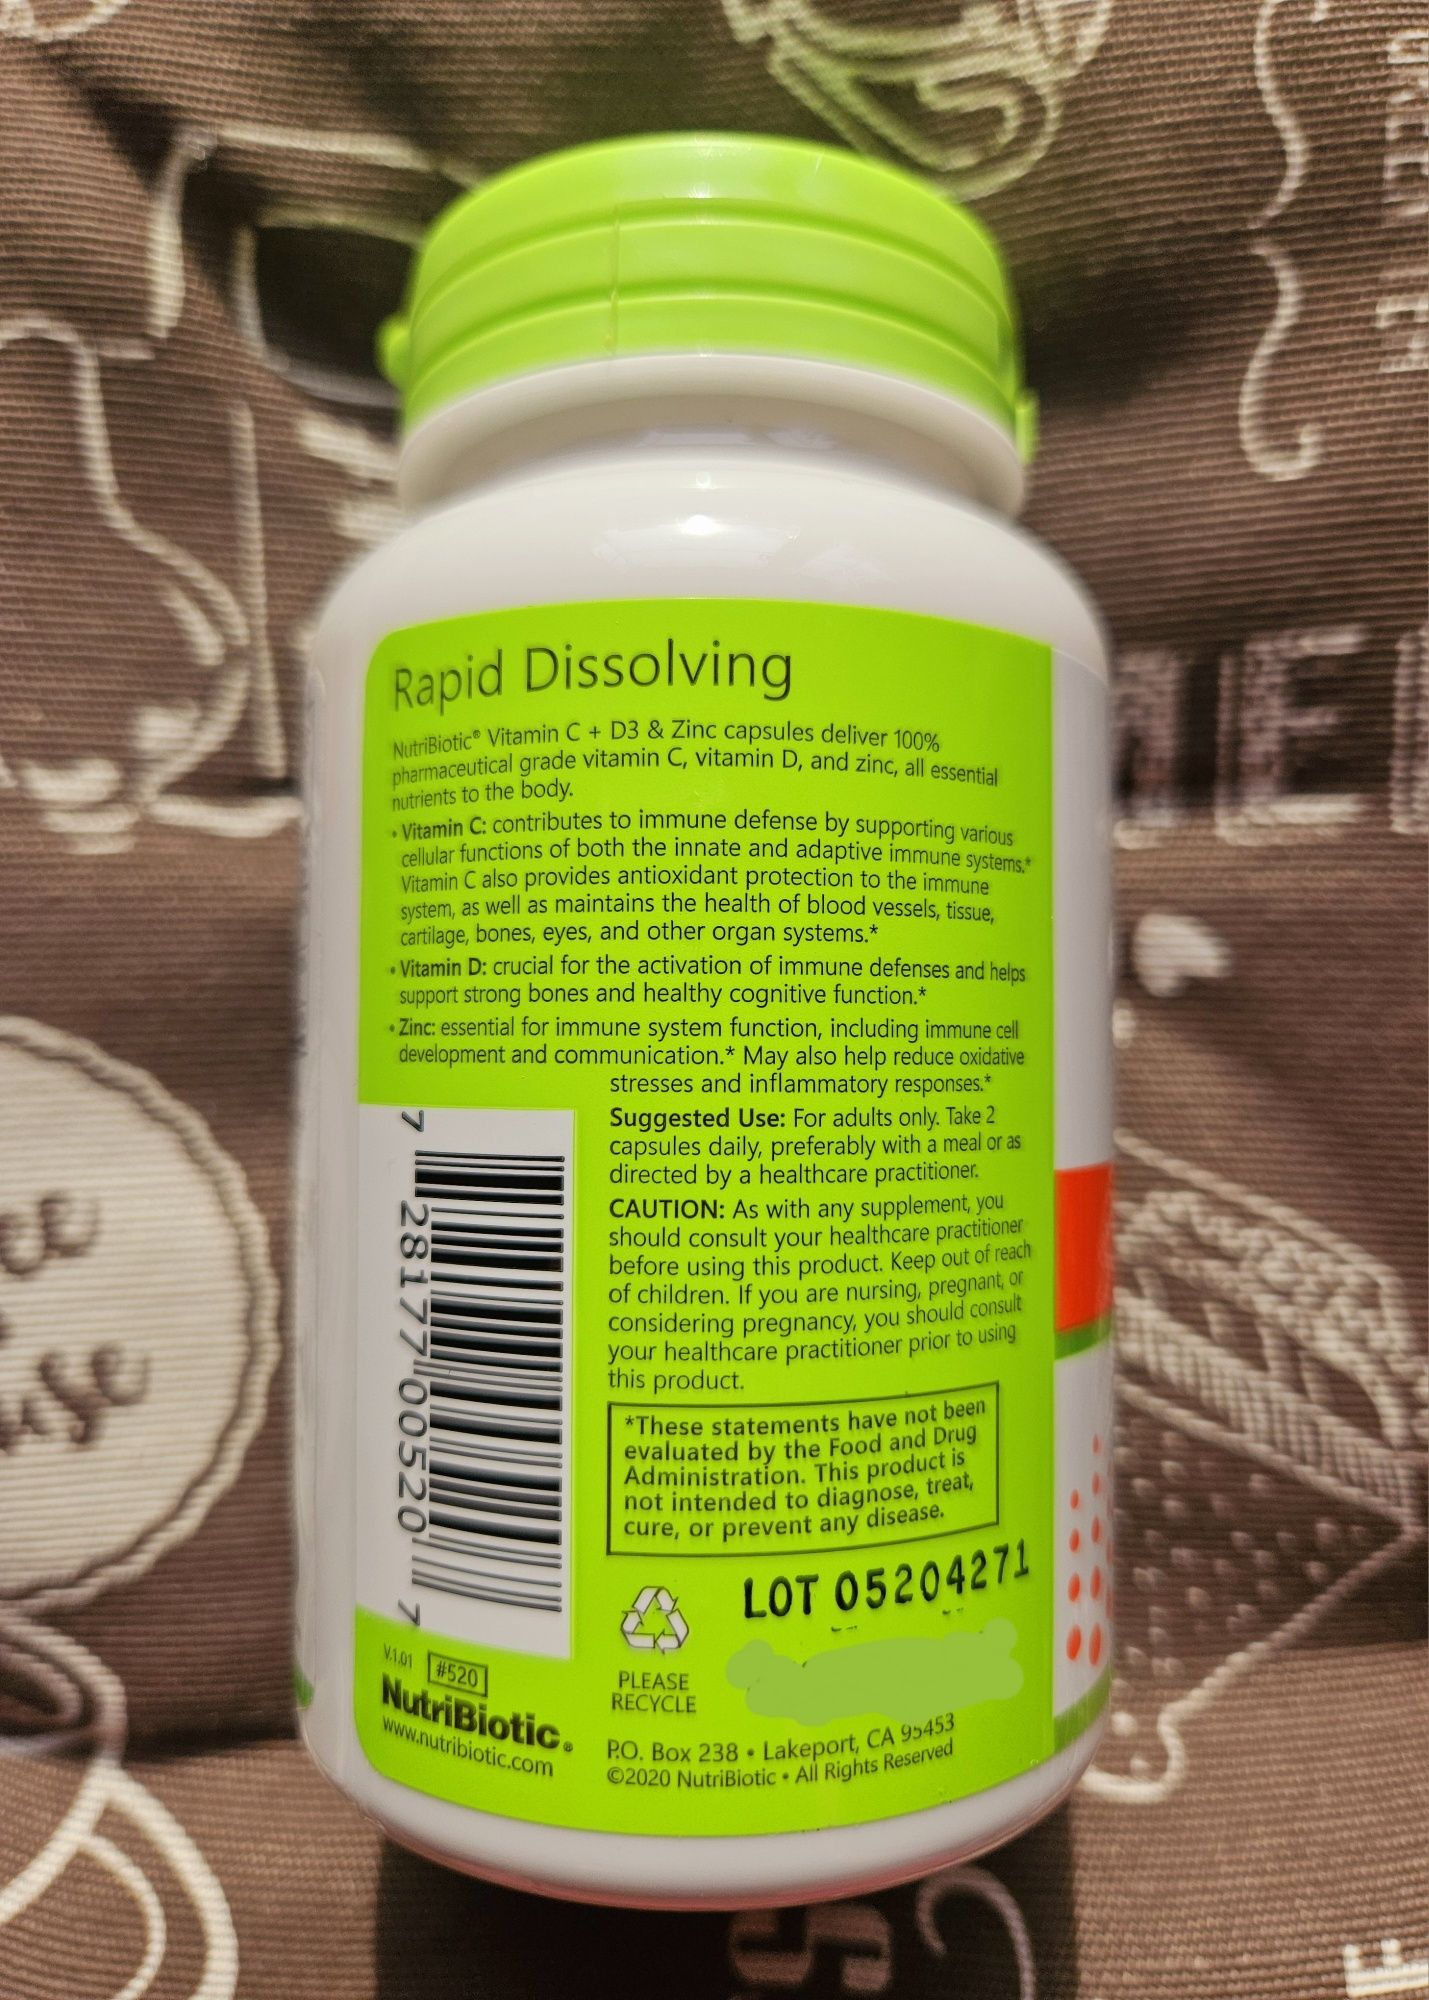 Rapid Dissolving
NutriBiotic® Vitamin C + D3 & Zinc capsules deliver 100%
pharmaceutical grade vitamin C, vitamin D, and zinc, all essential
nutrients to the body.
• Vitamin C: contributes to immune defense by supporting various
cellular functions of both the innate and adaptive immune systems.*
Vitamin C also provides antioxidant protection to the immune
system, as well as maintains the health of blood vessels, tissue,
cartilage, bones, eyes, and other organ systems.*
• Vitamin D: crucial for the activation of immune defenses and helps
support strong bones and healthy cognitive function.*
• Zinc: essential for immune system function, including immune cell
development and communication.* May also help reduce oxidative
stresses and inflammatory responses.*
Suggested Use: For adults only. Take 2
capsules daily, preferably with a meal or as
directed by a healthcare practitioner.
CAUTION: As with any supplement, you
should consult your healthcare practitioner
before using this product. Keep out of reach
of children. If you are nursing, pregnant, or
considering pregnancy, you should consult
your healthcare practitioner prior to using
this product.
*These statements have not been
evaluated by the Food and Drug
Administration. This product is
not intended to diagnose, treat,
cure, or prevent any disease.
7 28177 00520 7
LOT 05204271
PLEASE
RECYCLE
V.1.01 #520
NutriBiotic®
www.nutribiotic.com
P.O. Box 238 • Lakeport, CA 95453
©2020 NutriBiotic • All Rights Reserved